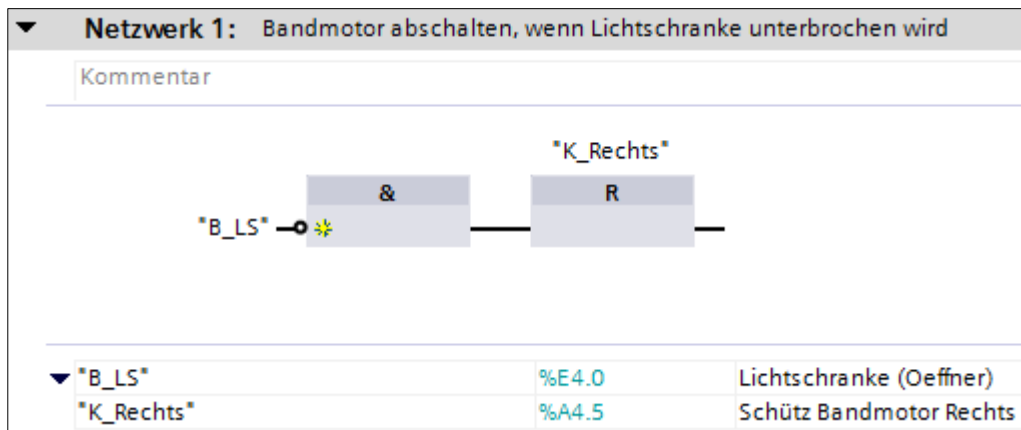 Netzwerk 1: Bandmotor abschalten, wenn Lichtschranke unterbrochen wird
Kommentar
"K_Rechts"
& R
"B_LS"
"B_LS" %E4.0 Lichtschranke (Oeffner)
"K_Rechts" %A4.5 Schütz Bandmotor Rechts